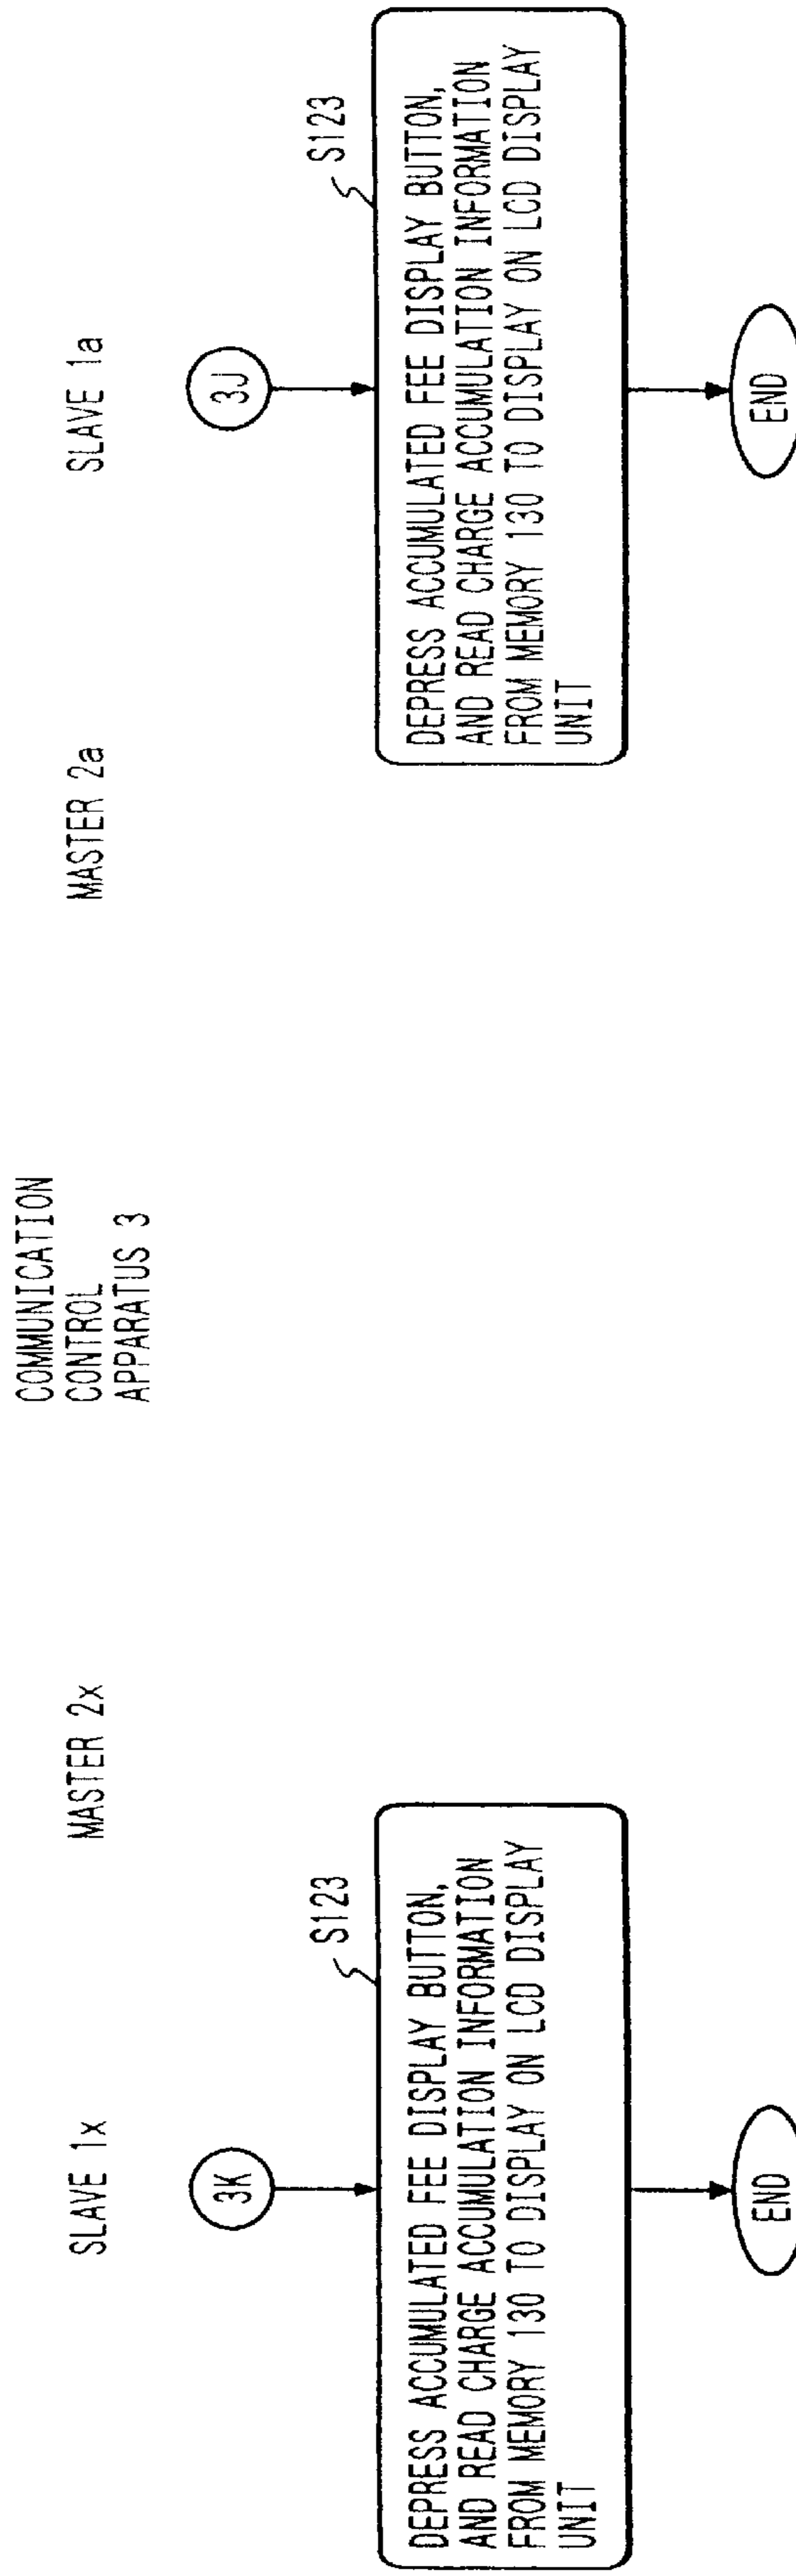 COMMUNICATION
CONTROL
APPARATUS 3
SLAVE 1x
MASTER 2x
MASTER 2a
SLAVE 1a
3K
S123
DEPRESS ACCUMULATED FEE DISPLAY BUTTON,
AND READ CHARGE ACCUMULATION INFORMATION
FROM MEMORY 130 TO DISPLAY ON LCD DISPLAY
UNIT
END
3J
S123
DEPRESS ACCUMULATED FEE DISPLAY BUTTON,
AND READ CHARGE ACCUMULATION INFORMATION
FROM MEMORY 130 TO DISPLAY ON LCD DISPLAY
UNIT
END